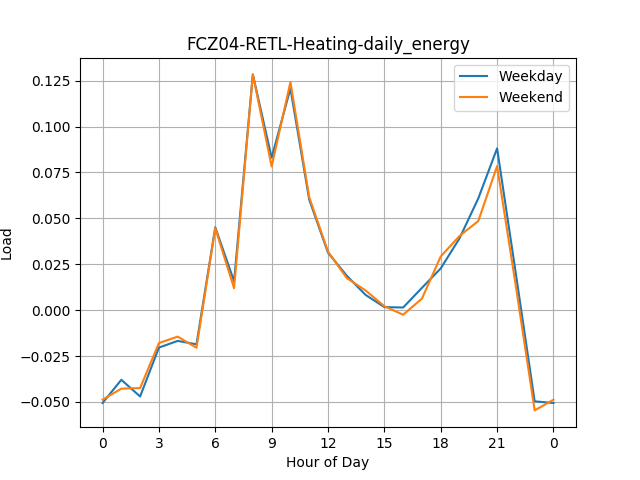 FCZ04-RETL-Heating-daily_energy
Weekday
Weekend
0.125
0.100
0.075
0.050
0.025
0.000
−0.025
−0.050
Load
0 3 6 9 12 15 18 21 0
Hour of Day